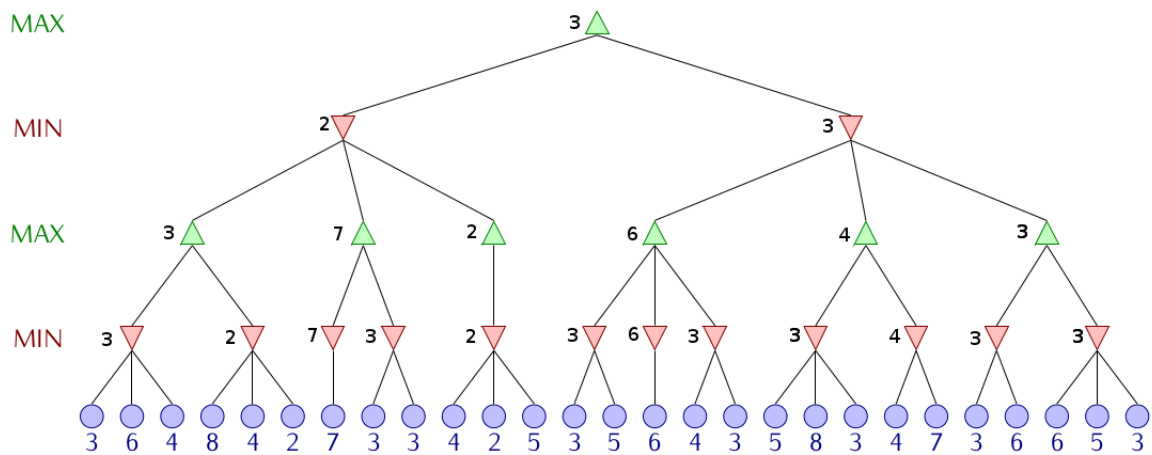 MAX 3
MIN 2 3
MAX 3 7 2 6 4 3
MIN 3 2 7 3 2 3 6 3 3 4 3 3
3 6 4 8 4 2 7 3 3 4 2 5 3 5 6 4 3 5 8 3 4 7 3 6 6 5 3